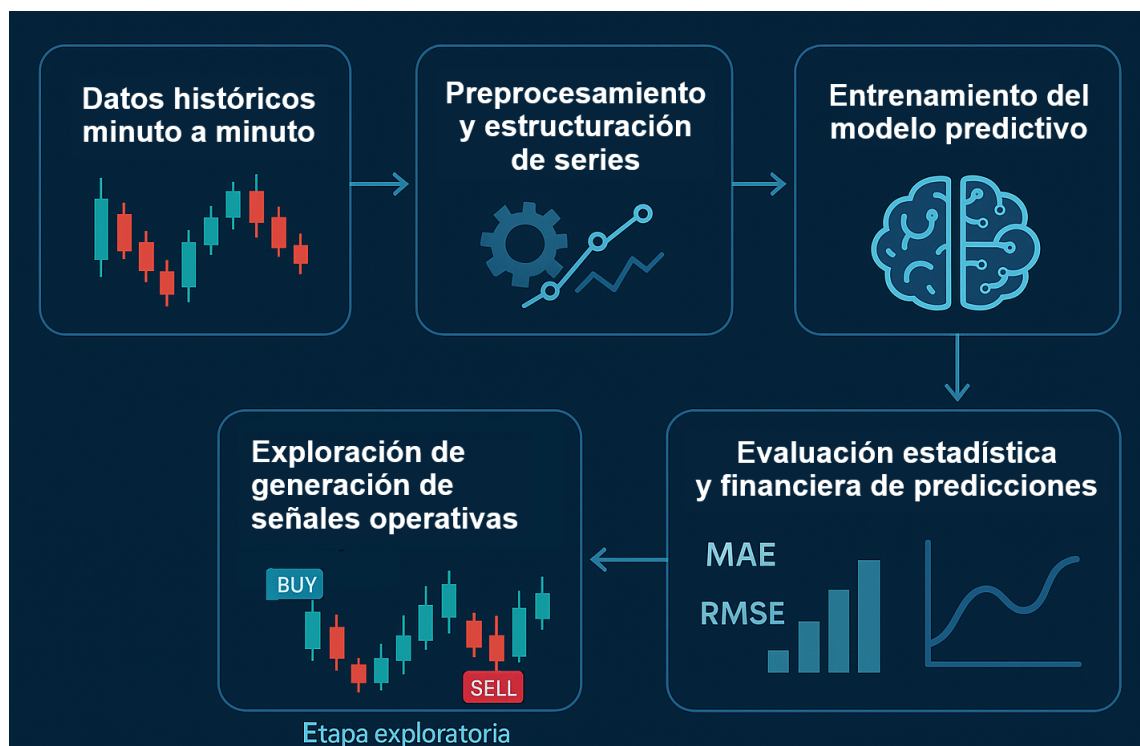 Datos históricos
minuto a minuto
Preprocesamiento
y estructuración
de series
Entrenamiento del
modelo predictivo
Evaluación estadística
y financiera de predicciones
MAE
RMSE
Exploración de
generación de
señales operativas
BUY
SELL
Etapa exploratoria